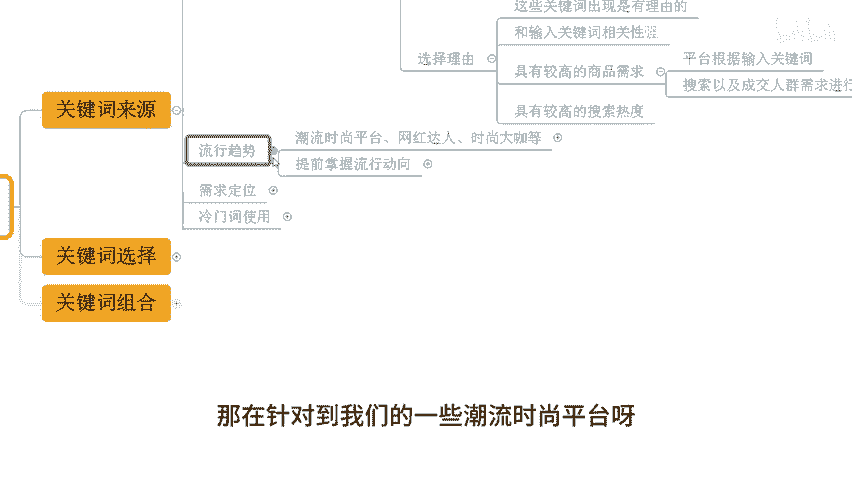 这些关键词出现是有理由的
和输入关键词相关性强
选择理由
平台根据输入关键词
具有较高的商品需求
搜索以及成交人群需求进行
具有较高的搜索热度
关键词来源
潮流时尚平台、网红达人、时尚大咖等
流行趋势
提前掌握流行动向
需求定位
冷门词使用
关键词选择
关键词组合
那在针对到我们的一些潮流时尚平台呀